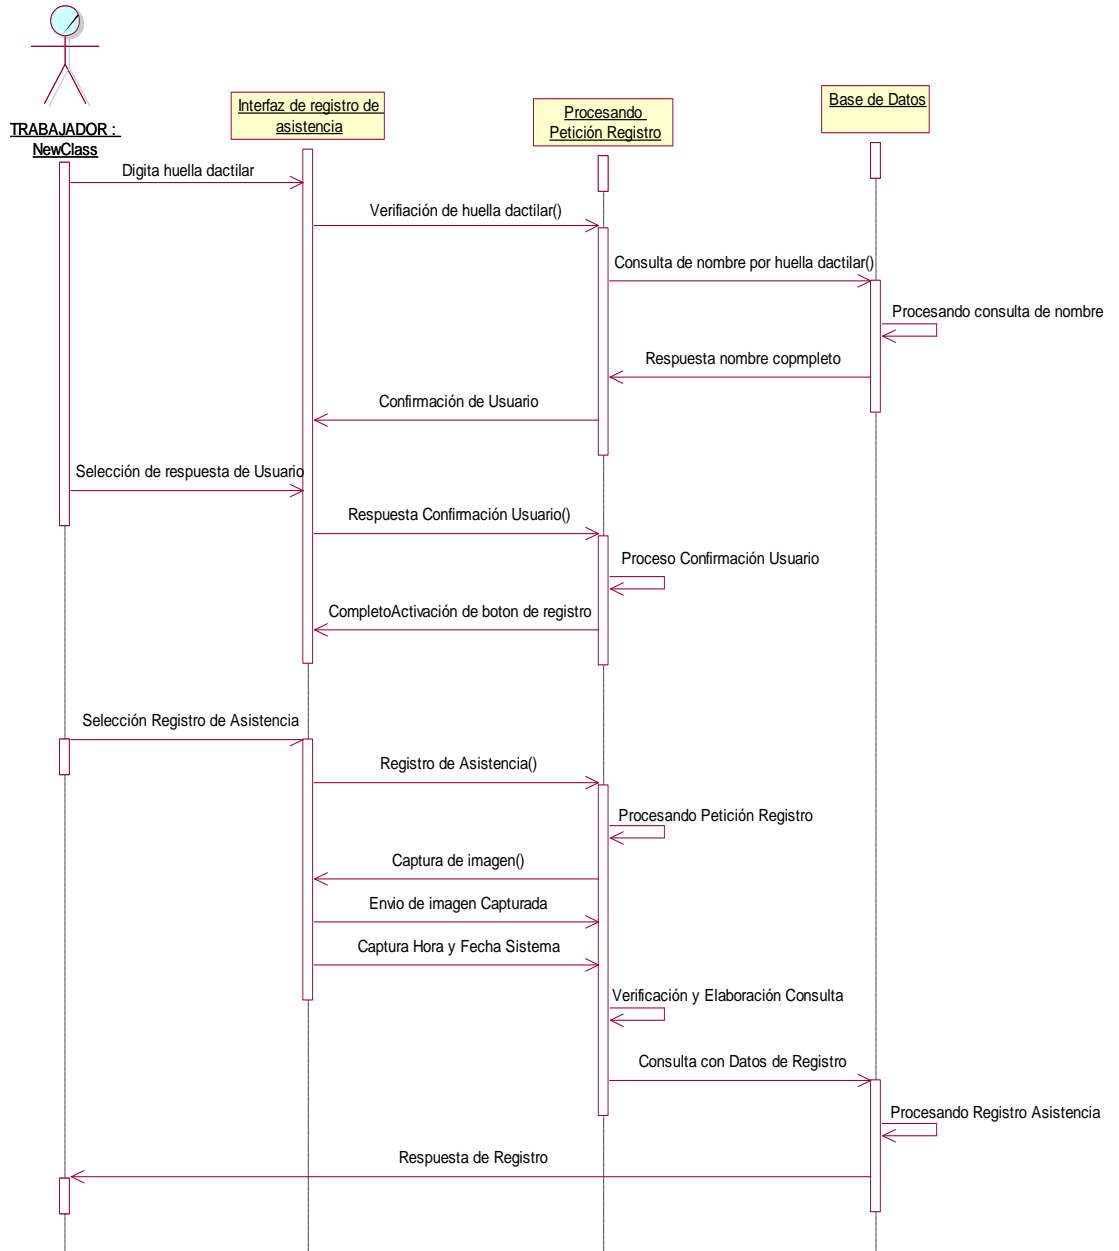 TRABAJADOR :
NewClass
Interfaz de registro de
asistencia
Procesando
Petición Registro
Base de Datos
Digita huella dactilar
Verifiación de huella dactilar()
Consulta de nombre por huella dactilar()
Procesando consulta de nombre
Respuesta nombre copmpleto
Confirmación de Usuario
Selección de respuesta de Usuario
Respuesta Confirmación Usuario()
Proceso Confirmación Usuario
CompletoActivación de boton de registro
Selección Registro de Asistencia
Registro de Asistencia()
Procesando Petición Registro
Captura de imagen()
Envio de imagen Capturada
Captura Hora y Fecha Sistema
Verificación y Elaboración Consulta
Consulta con Datos de Registro
Procesando Registro Asistencia
Respuesta de Registro